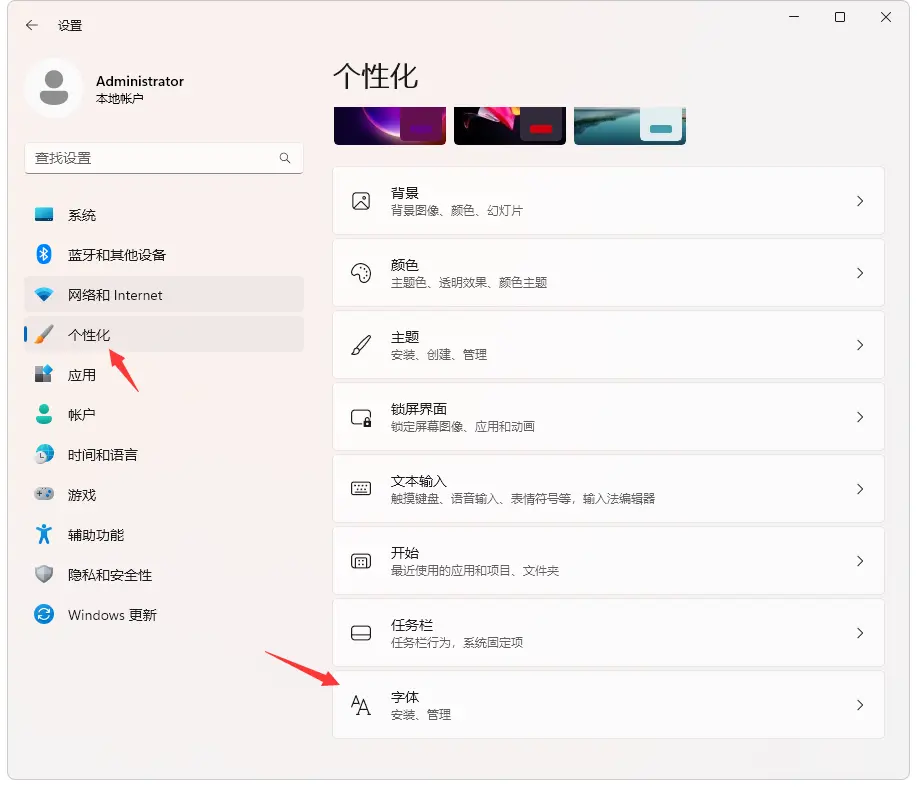 设置
Administrator
本地帐户
查找设置
系统
蓝牙和其他设备
网络和 Internet
个性化
应用
帐户
时间和语言
游戏
辅助功能
隐私和安全性
Windows 更新
个性化
背景
背景图像、颜色、幻灯片
颜色
主题色、透明效果、颜色主题
主题
安装、创建、管理
锁屏界面
锁定屏幕图像、应用和动画
文本输入
触摸键盘、语音输入、表情符号等，输入法编辑器
开始
最近使用的应用和项目、文件夹
任务栏
任务栏行为，系统固定项
字体
安装、管理